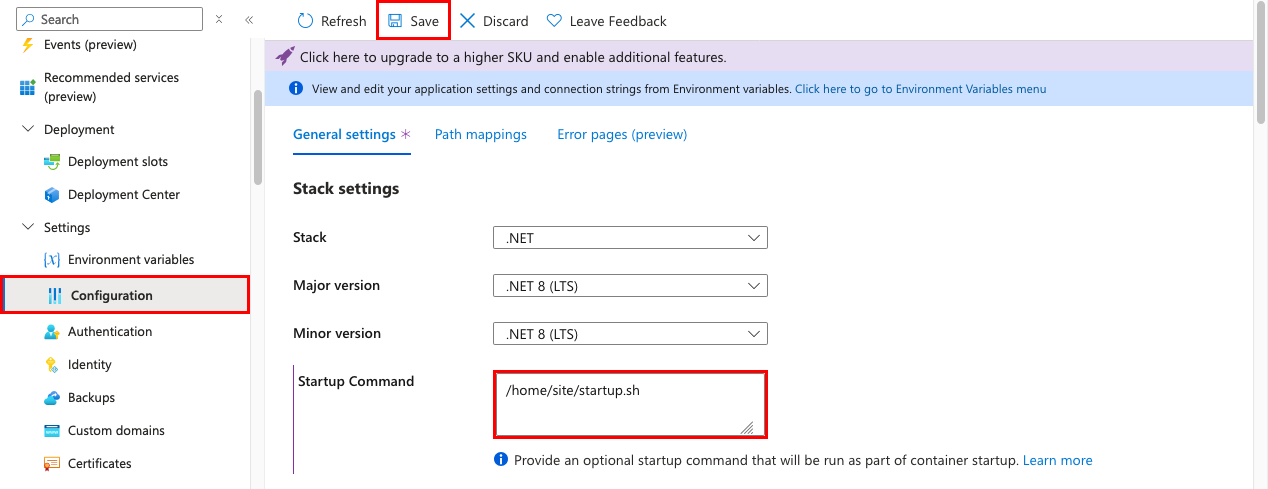 Search
Events (preview)
Recommended services
(preview)
Deployment
Deployment slots
Deployment Center
Settings
Environment variables
Configuration
Authentication
Identity
Backups
Custom domains
Certificates
Refresh
Save
Discard
Leave Feedback
Click here to upgrade to a higher SKU and enable additional features.
View and edit your application settings and connection strings from Environment variables. Click here to go to Environment Variables menu
General settings *
Path mappings
Error pages (preview)
Stack settings
Stack
.NET
Major version
.NET 8 (LTS)
Minor version
.NET 8 (LTS)
Startup Command
/home/site/startup.sh
Provide an optional startup command that will be run as part of container startup. Learn more